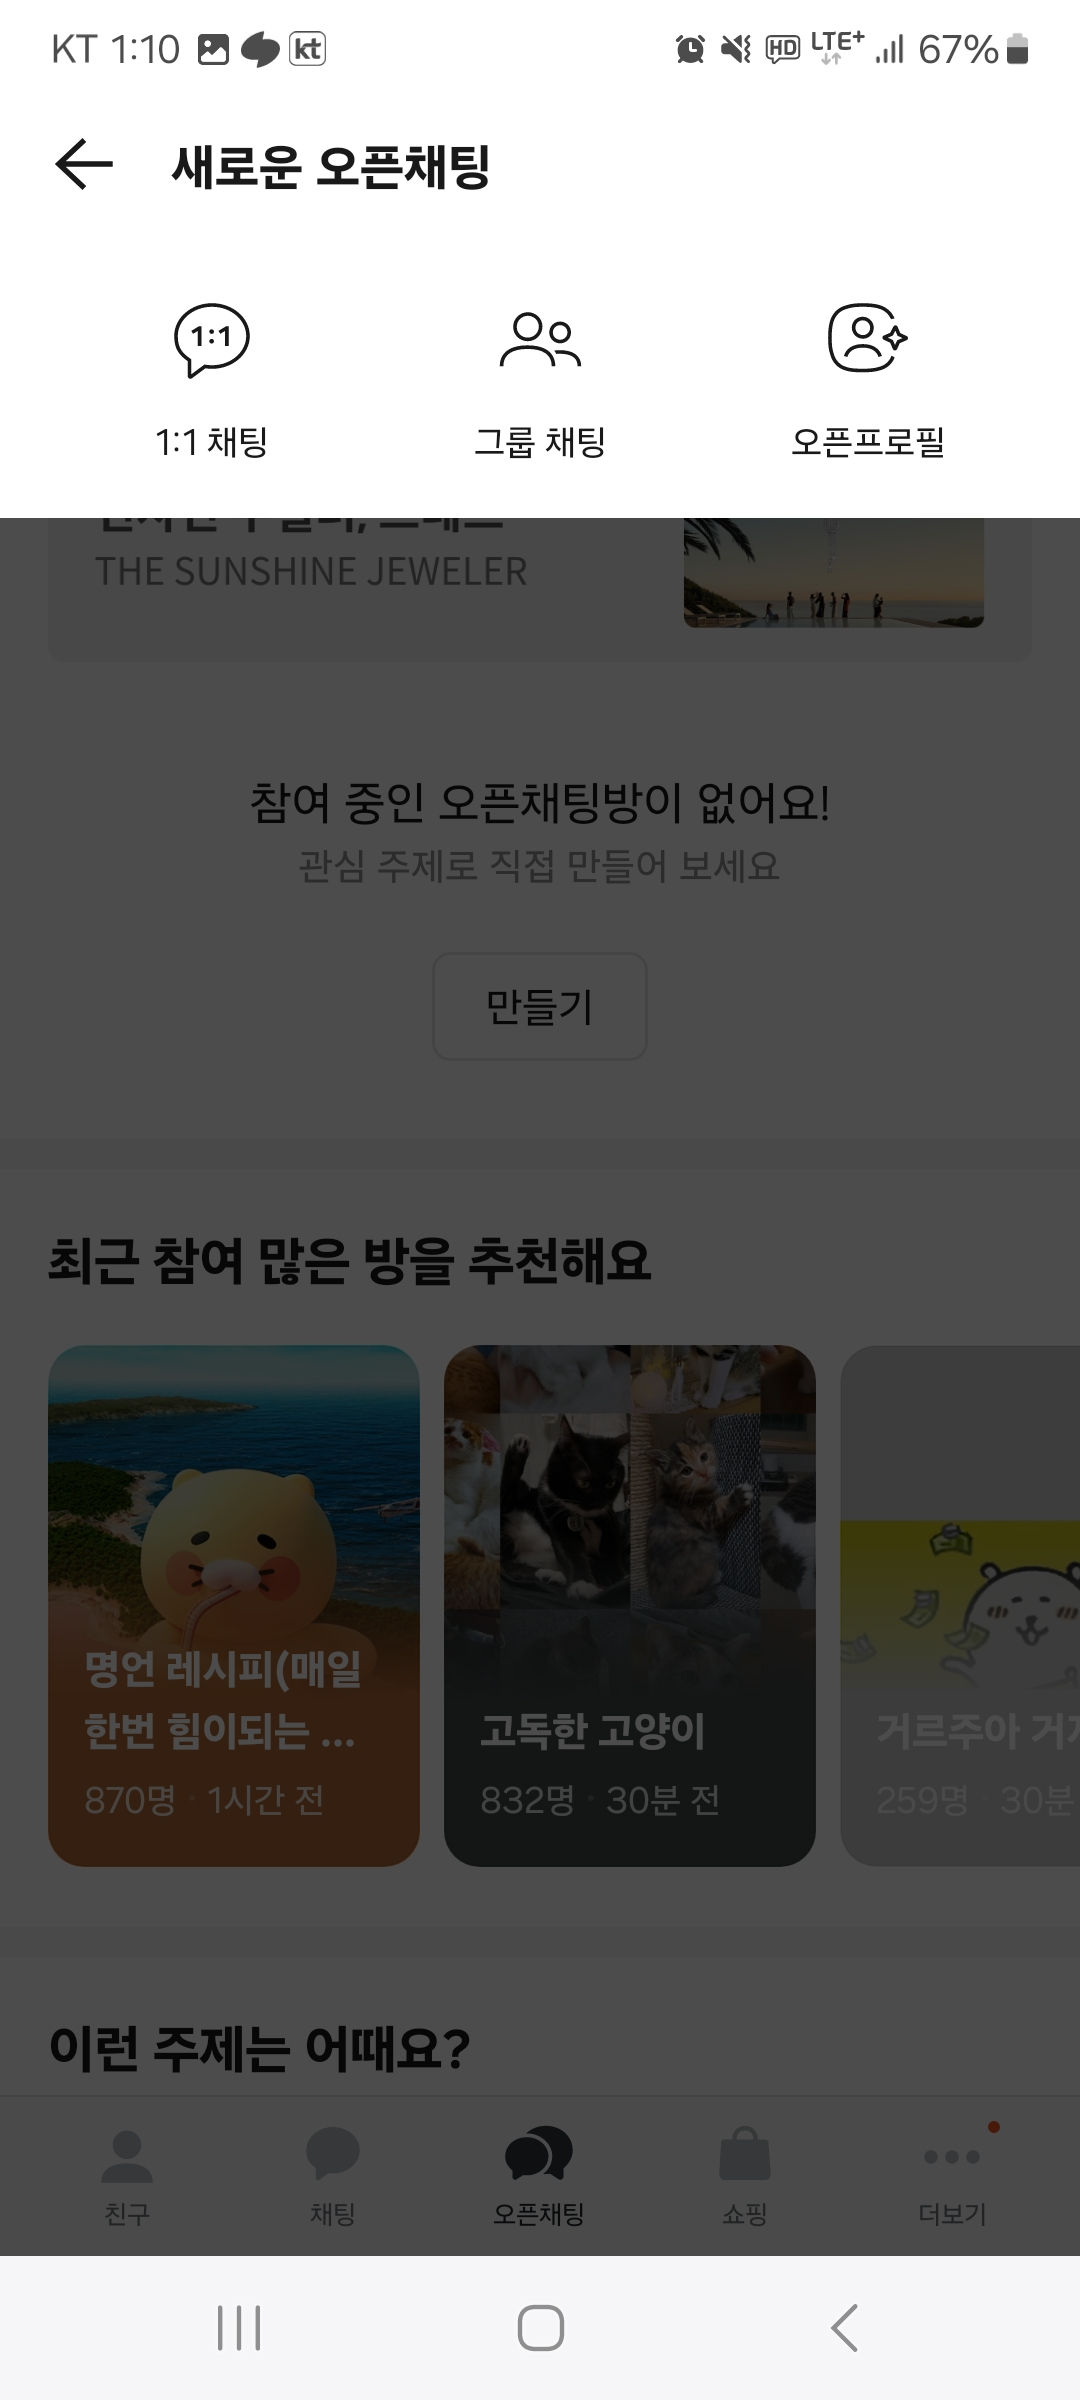 KT 1:10 kt HD LTE+ 67%
새로운 오픈채팅
1:1
1:1 채팅 그룹 채팅 오픈프로필
THE SUNSHINE JEWELER
참여 중인 오픈채팅방이 없어요!
관심 주제로 직접 만들어 보세요
만들기
최근 참여 많은 방을 추천해요
명언 레시피(매일
한번 힘이되는 ...
870명 · 1시간 전
고독한 고양이
832명 · 30분 전
거르주아
259명 · 30분
이런 주제는 어때요?
친구 채팅 오픈채팅 쇼핑 더보기